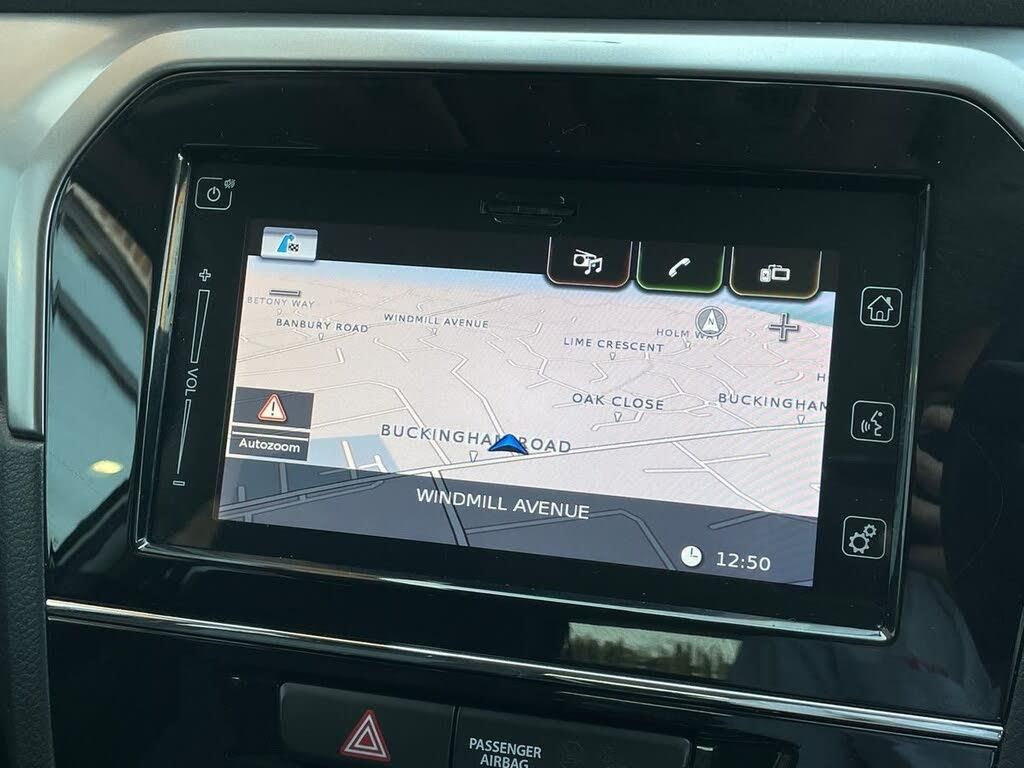 BETONY WAY
BANBURY ROAD
WINDMILL AVENUE
HOLM WAY
N
LIME CRESCENT
H
OAK CLOSE
BUCKINGHAM
VOL
Autozoom
BUCKINGHAM ROAD
WINDMILL AVENUE
12:50
PASSENGER
AIRBAG